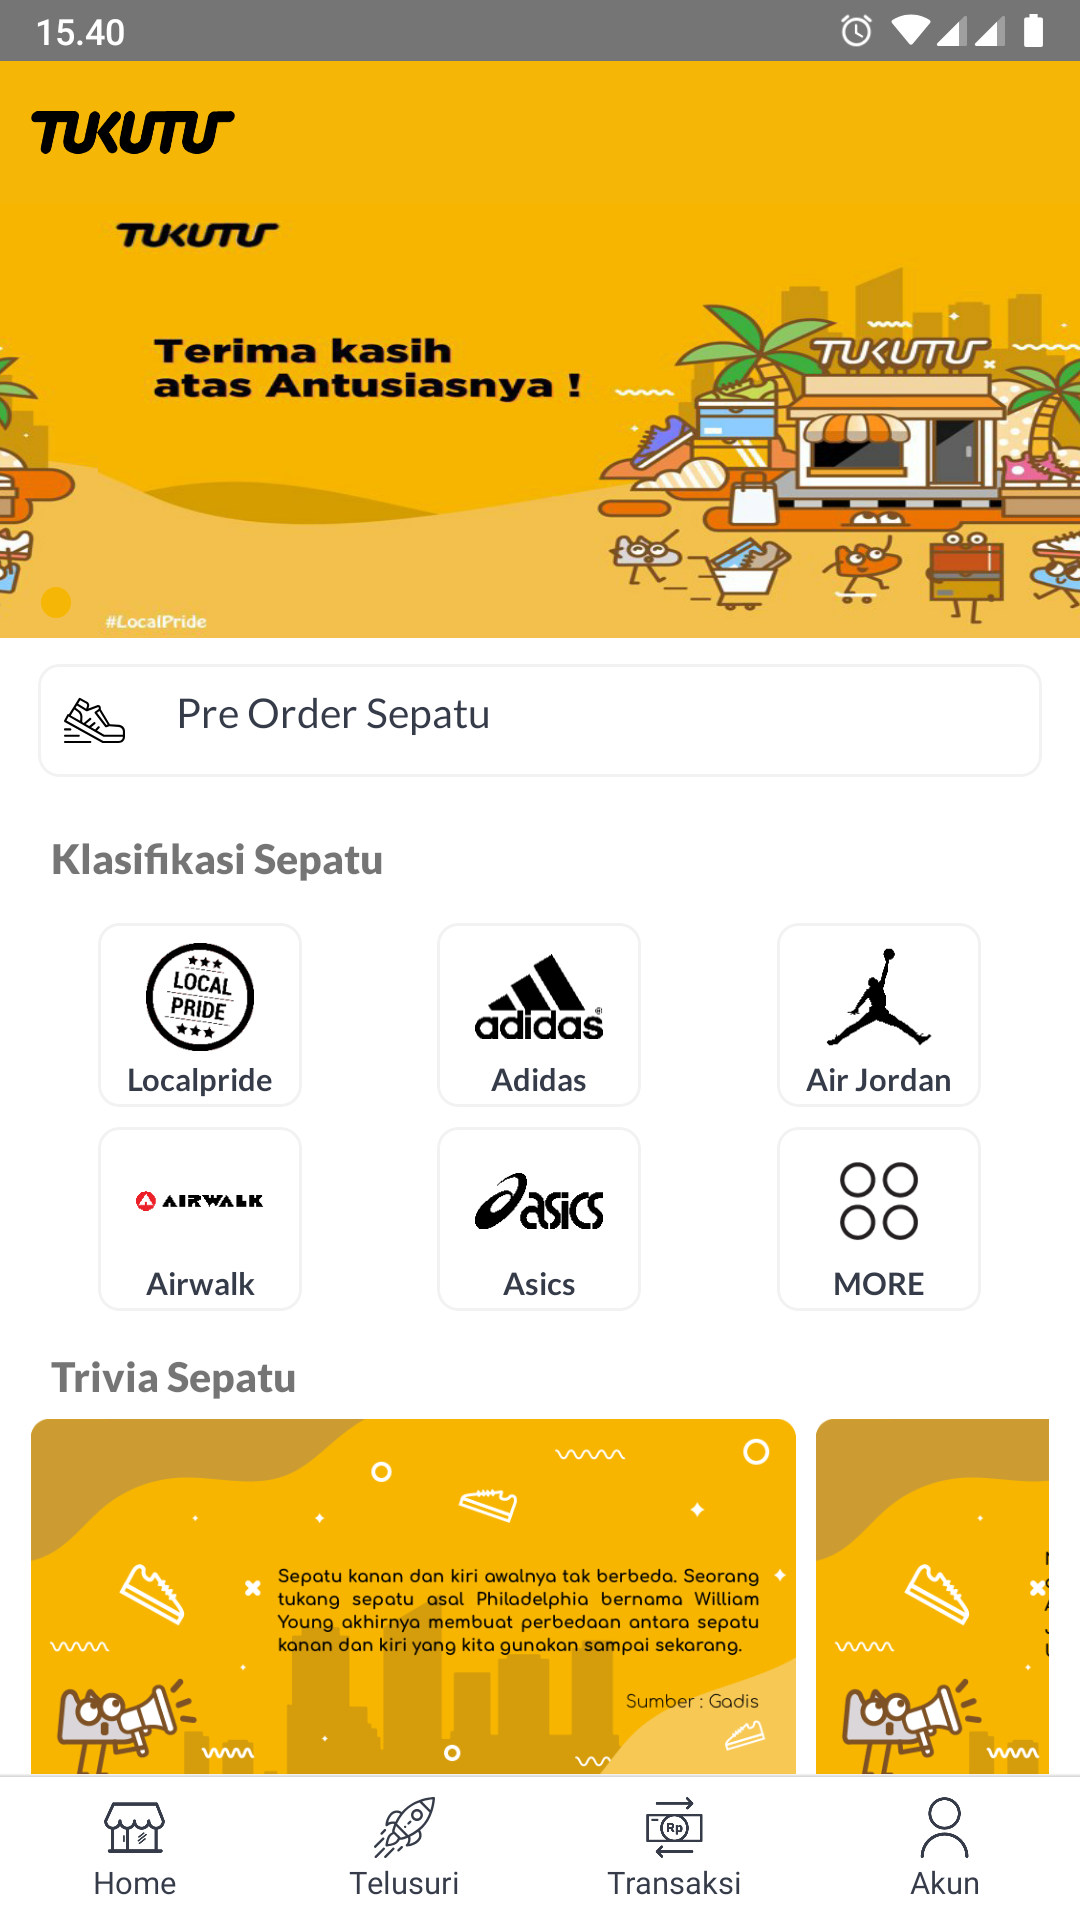 15.40
TUKUTU
TUKUTU
Terima kasih
atas Antusiasnya !
TUKUTU
#LocalPride
Pre Order Sepatu
Klasifikasi Sepatu
LOCAL
PRIDE
Localpride
adidas
Adidas
Air Jordan
AIRWALK
Airwalk
asics
Asics
MORE
Trivia Sepatu
Sepatu kanan dan kiri awalnya tak berbeda. Seorang
tukang sepatu asal Philadelphia bernama William
Young akhirnya membuat perbedaan antara sepatu
kanan dan kiri yang kita gunakan sampai sekarang.
Sumber : Gadis
Home
Telusuri
Rp
Transaksi
Akun